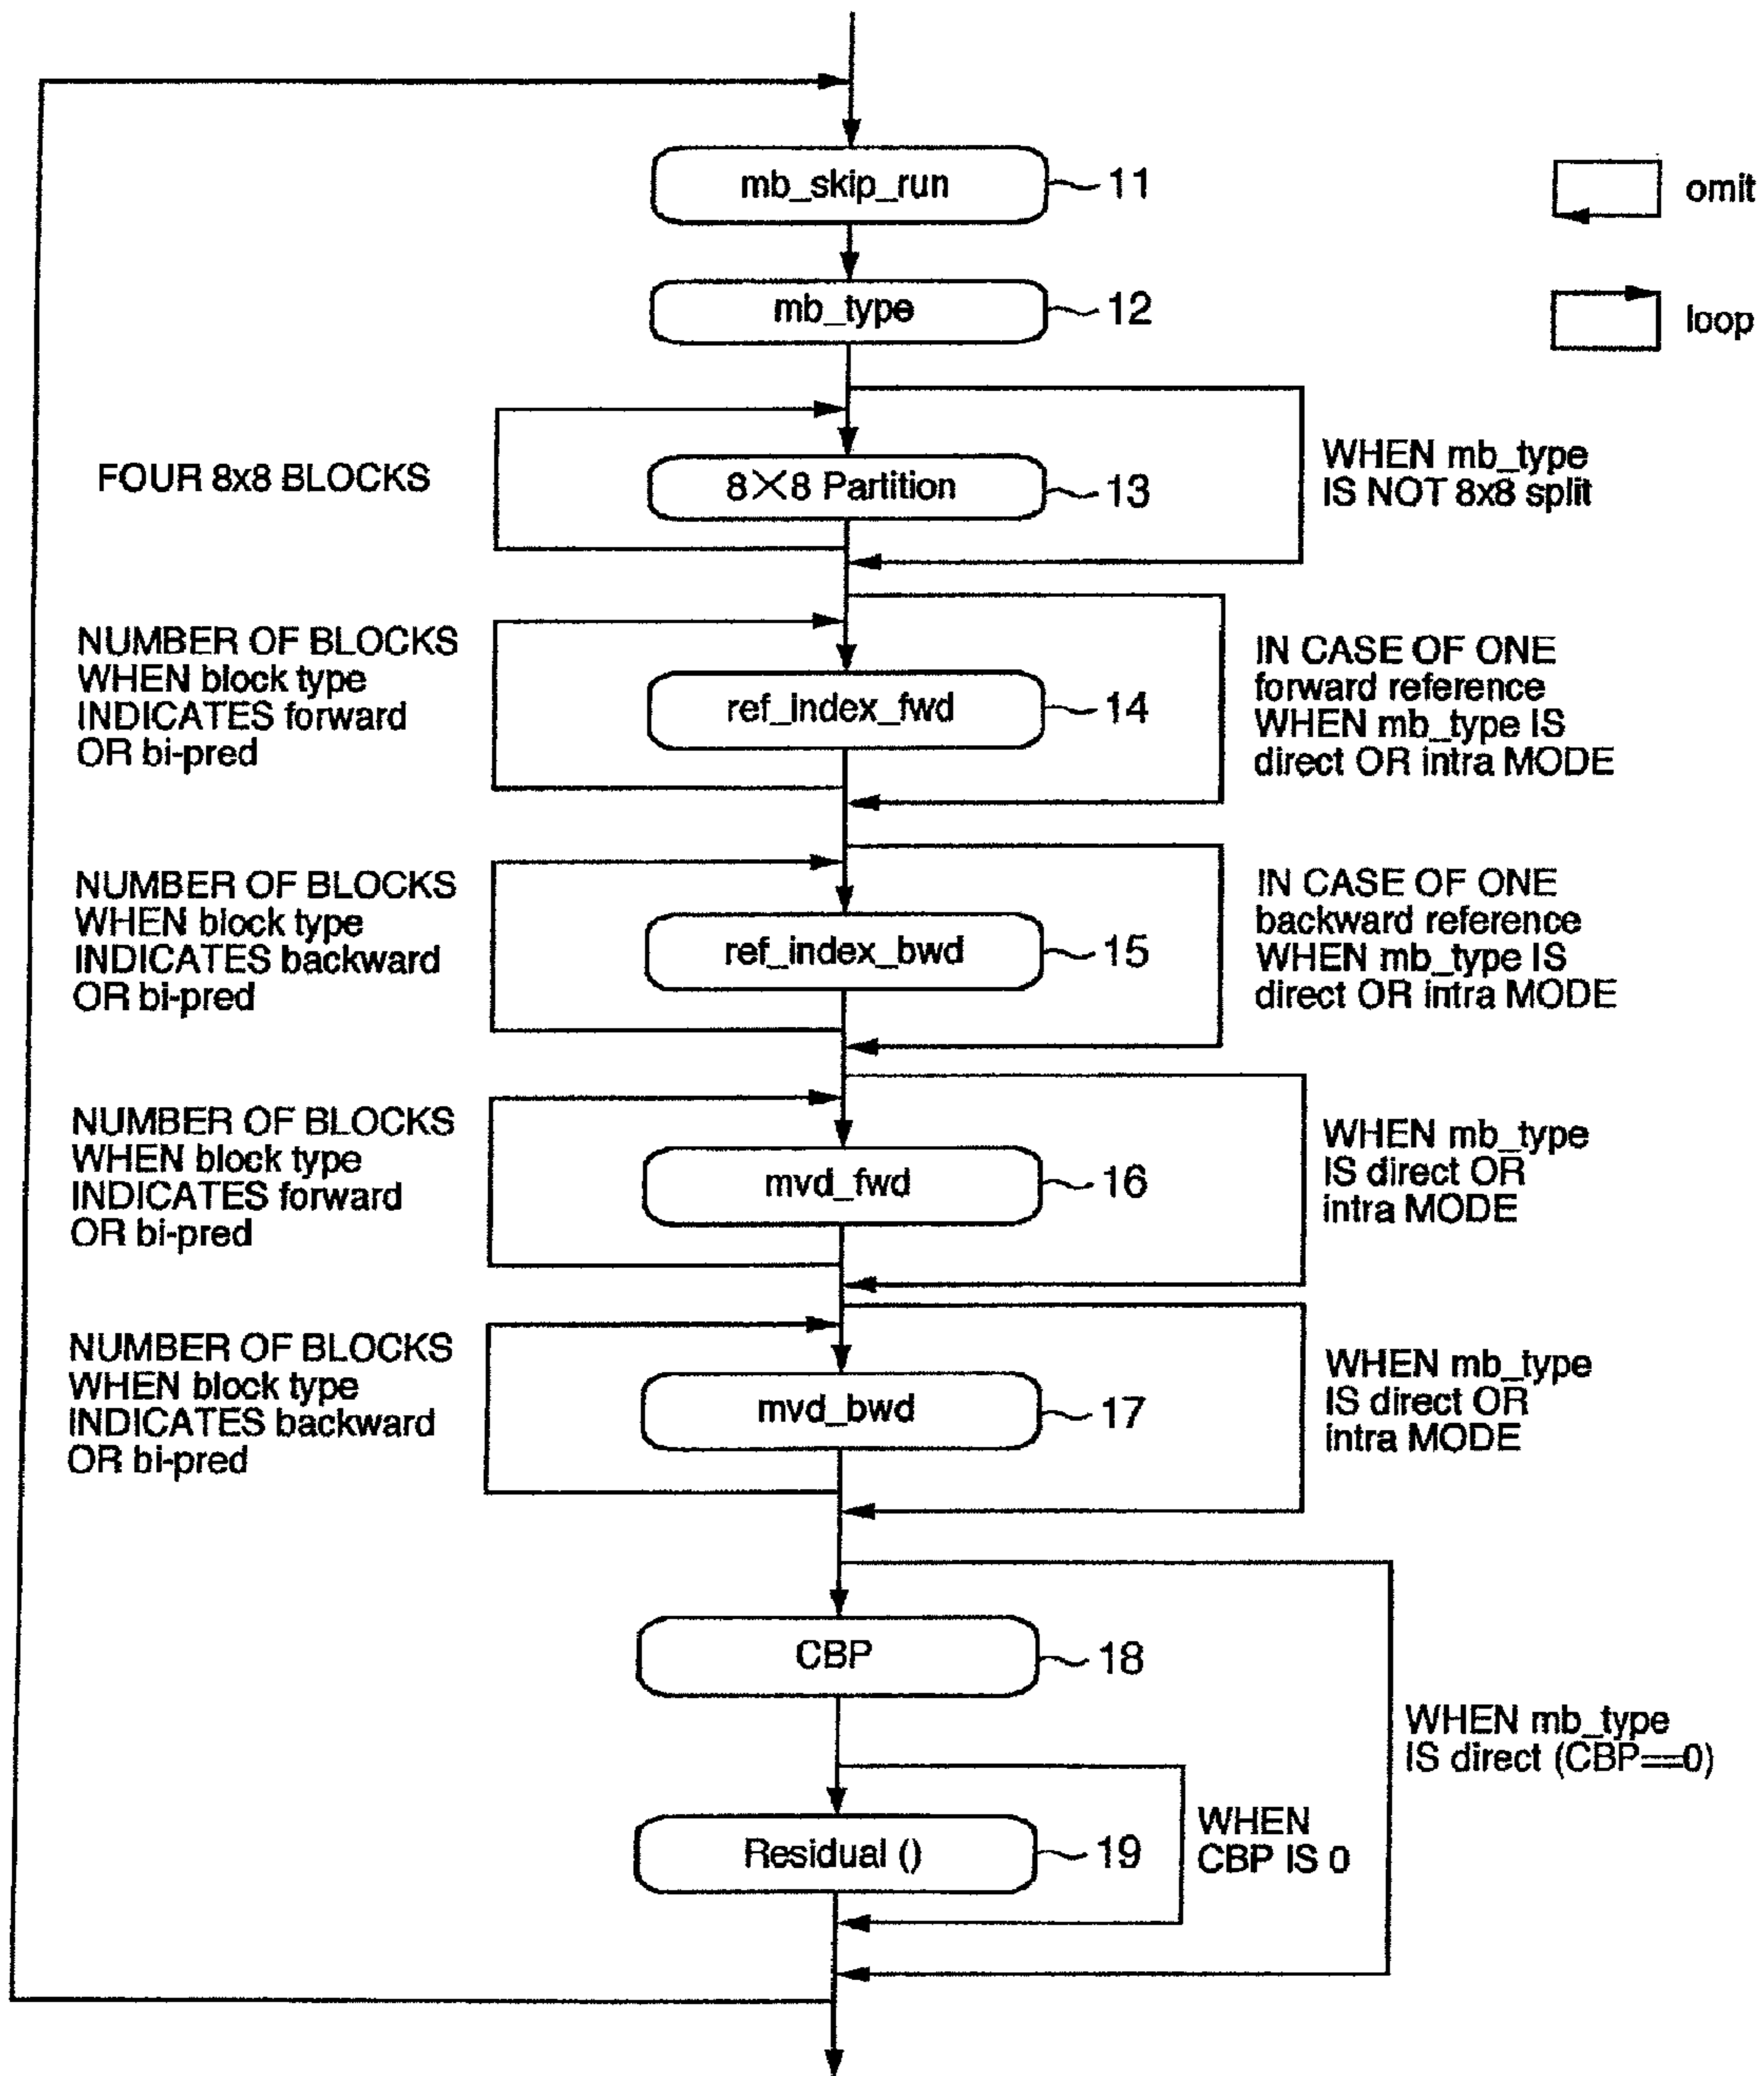 mb_skip_run
11
omit
mb_type
12
loop
FOUR 8x8 BLOCKS
8×8 Partition
13
WHEN mb_type
IS NOT 8x8 split
NUMBER OF BLOCKS
WHEN block type
INDICATES forward
OR bi-pred
ref_index_fwd
14
IN CASE OF ONE
forward reference
WHEN mb_type IS
direct OR intra MODE
NUMBER OF BLOCKS
WHEN block type
INDICATES backward
OR bi-pred
ref_index_bwd
15
IN CASE OF ONE
backward reference
WHEN mb_type IS
direct OR intra MODE
NUMBER OF BLOCKS
WHEN block type
INDICATES forward
OR bi-pred
mvd_fwd
16
WHEN mb_type
IS direct OR
intra MODE
NUMBER OF BLOCKS
WHEN block type
INDICATES backward
OR bi-pred
mvd_bwd
17
WHEN mb_type
IS direct OR
intra MODE
CBP
18
WHEN mb_type
IS direct (CBP==0)
Residual ()
19
WHEN
CBP IS 0